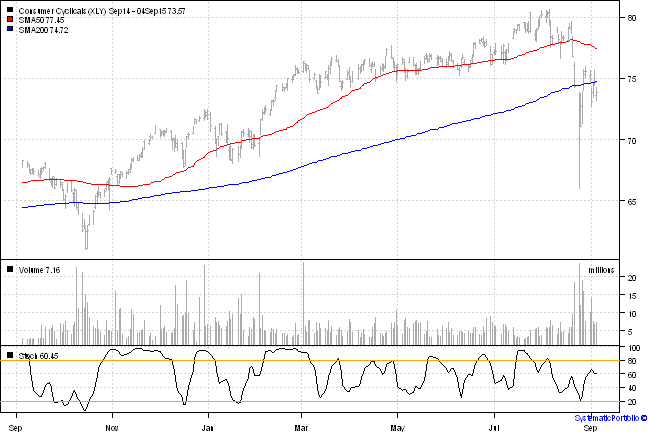 Consumer Cyclicals (XLY) Sep14 - 04Sep15 73.57
SMA50 77.45
SMA200 74.72
80
75
70
65
Volume 7.16
millions
20
15
10
5
Stoch 60.45
100
80
60
40
20
Sep Nov Jan Mar May Jul Sep
SystematicPortfolio ©